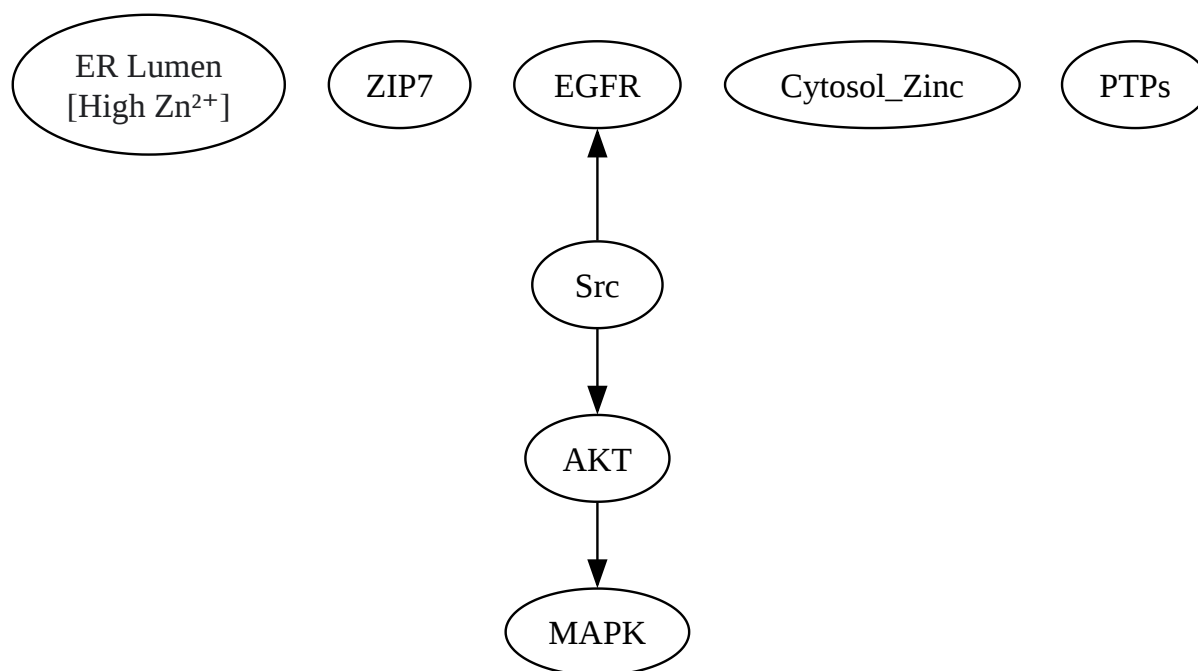 ER Lumen
[High Zn²⁺]
ZIP7
EGFR
Cytosol_Zinc
PTPs
Src
AKT
MAPK